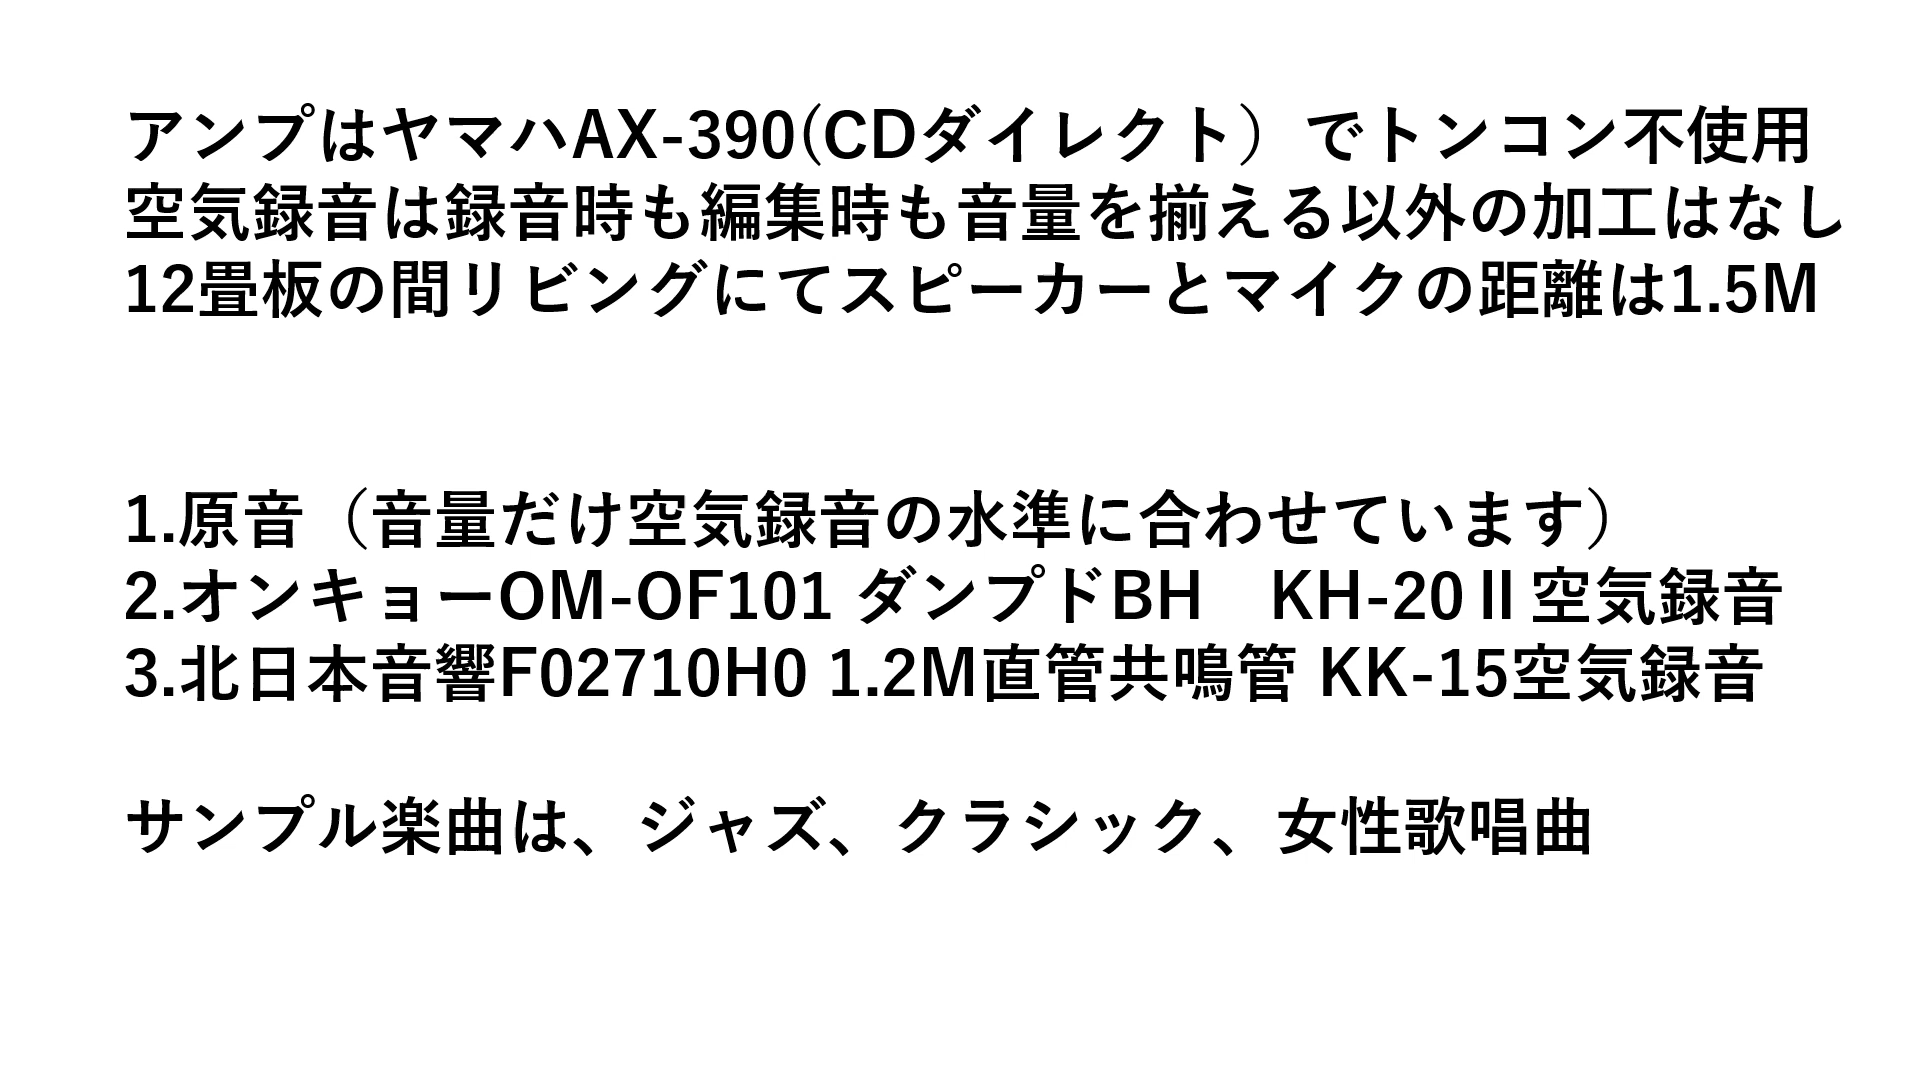 アンプはヤマハAX-390(CDダイレクト）でトンコン不使用
空気録音は録音時も編集時も音量を揃える以外の加工はなし
12畳板の間リビングにてスピーカーとマイクの距離は1.5M
1.原音（音量だけ空気録音の水準に合わせています）
2.オンキョーOM-OF101 ダンプドBH　KH-20Ⅱ空気録音
3.北日本音響F02710H0 1.2M直管共鳴管 KK-15空気録音
サンプル楽曲は、ジャズ、クラシック、女性歌唱曲